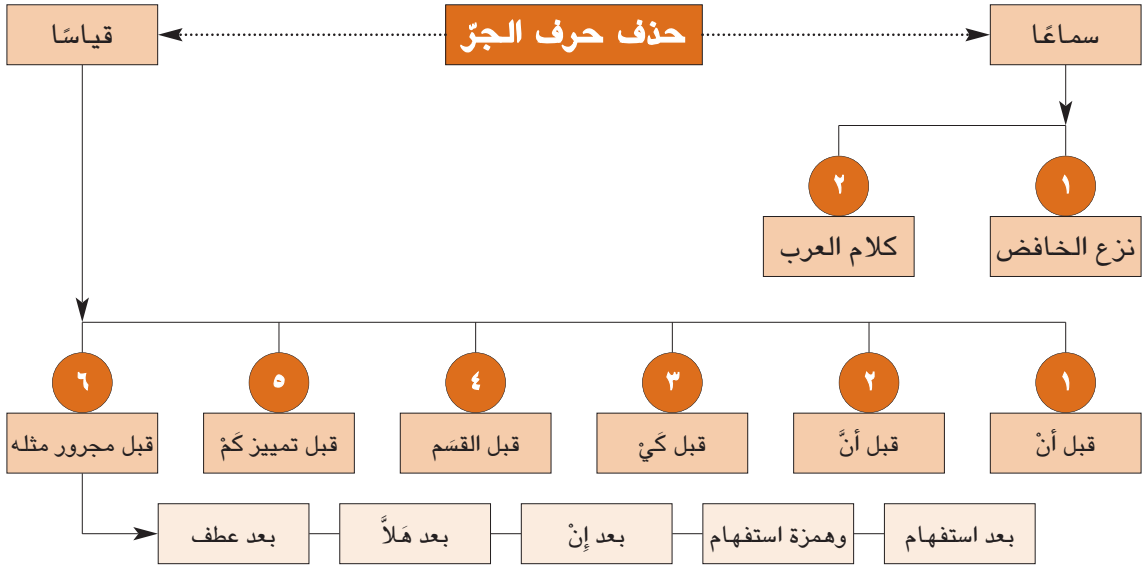 حذف حرف الجرّ
سماعًا
قياسًا
١
٢
نزع الخافض
كلام العرب
١
٢
٣
٤
٥
٦
قبل أنْ
قبل أنَّ
قبل كَيْ
قبل القسَم
قبل تمييز كَمْ
قبل مجرور مثله
بعد استفهام
وهمزة استفهام
بعد إِنْ
بعد هَلاَّ
بعد عطف